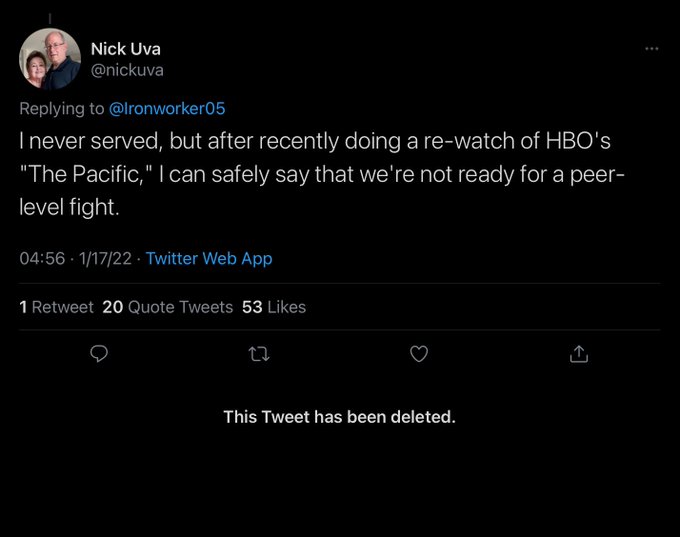 Nick Uva
@nickuva
Replying to @Ironworker05
I never served, but after recently doing a re-watch of HBO's
"The Pacific," I can safely say that we're not ready for a peer-
level fight.
04:56 · 1/17/22 · Twitter Web App
1 Retweet 20 Quote Tweets 53 Likes
This Tweet has been deleted.